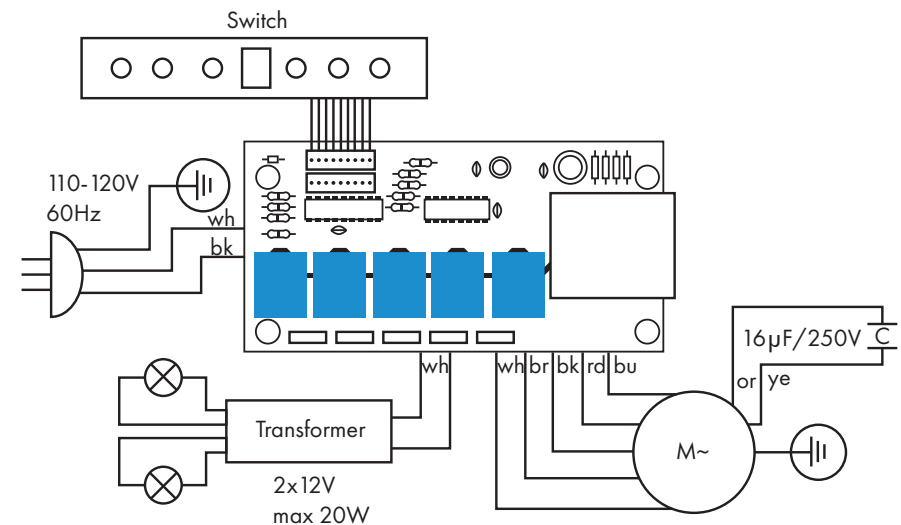 Switch
110-120V
60Hz
wh
bk
wh
wh br bk rd bu
16µF/250V
C
or ye
Transformer
M~
2x12V
max 20W